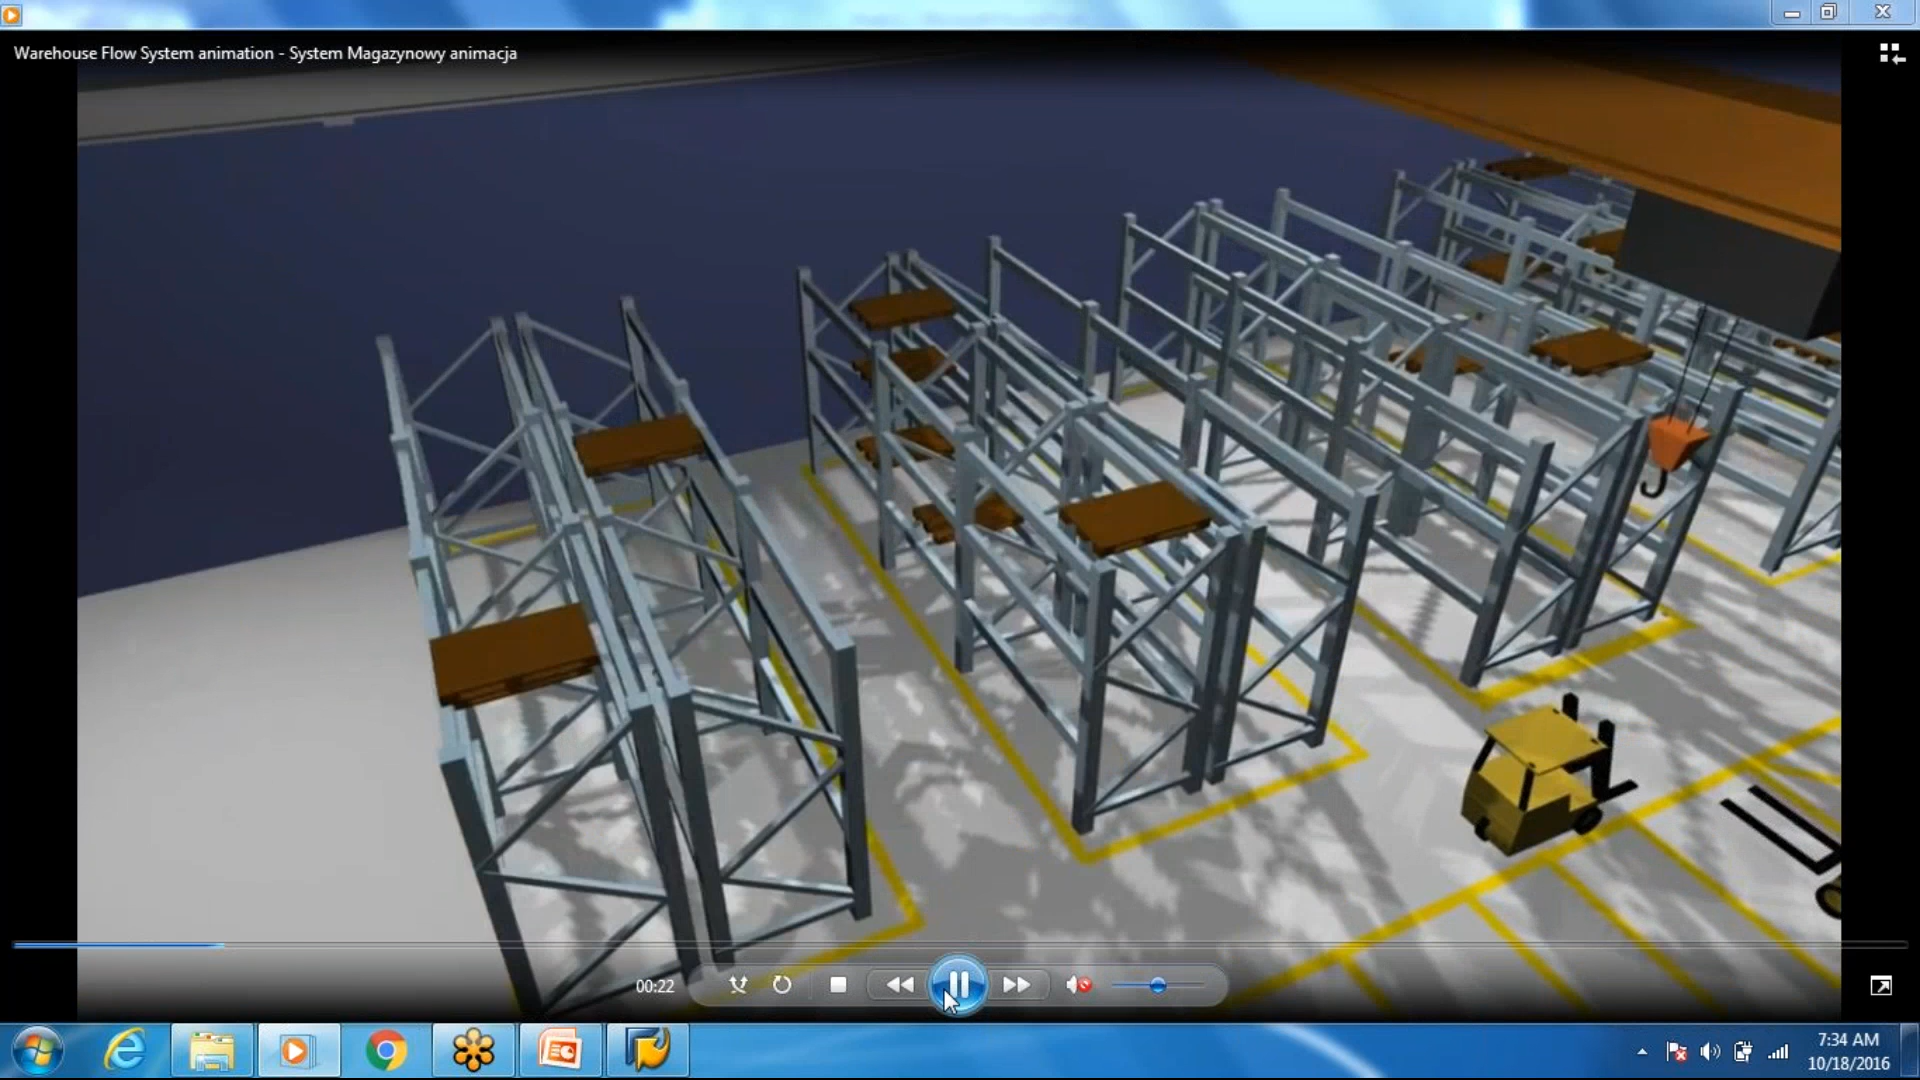 Warehouse Flow System animation - System Magazynowy animacja
00:22
7:34 AM
10/18/2016